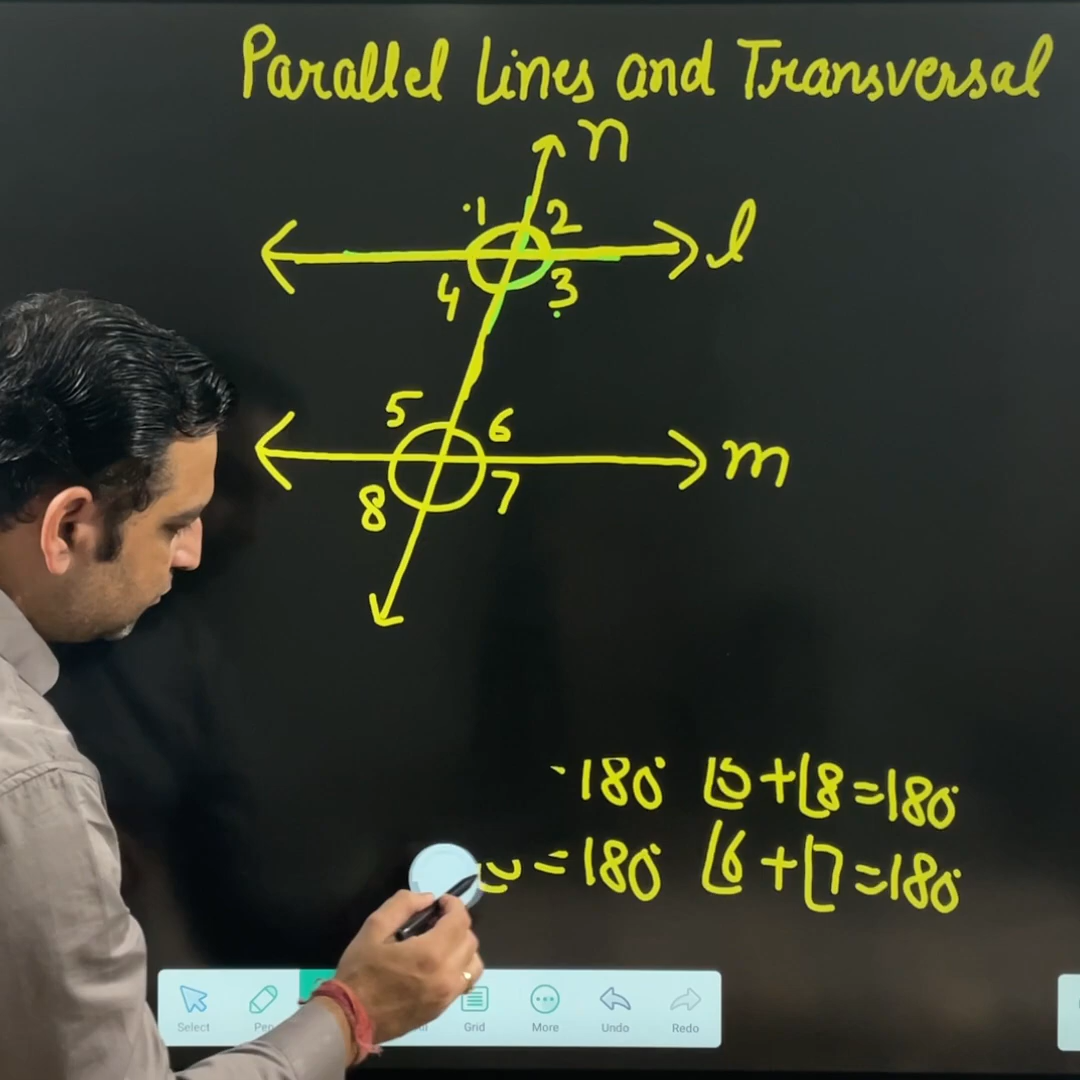 Parallel Lines and Transversal
n
1 2
l
4 3
5 6
m
8 7
180° ∠5+∠8=180°
=180° ∠6+∠7=180°
Select Pen Grid More Undo Redo